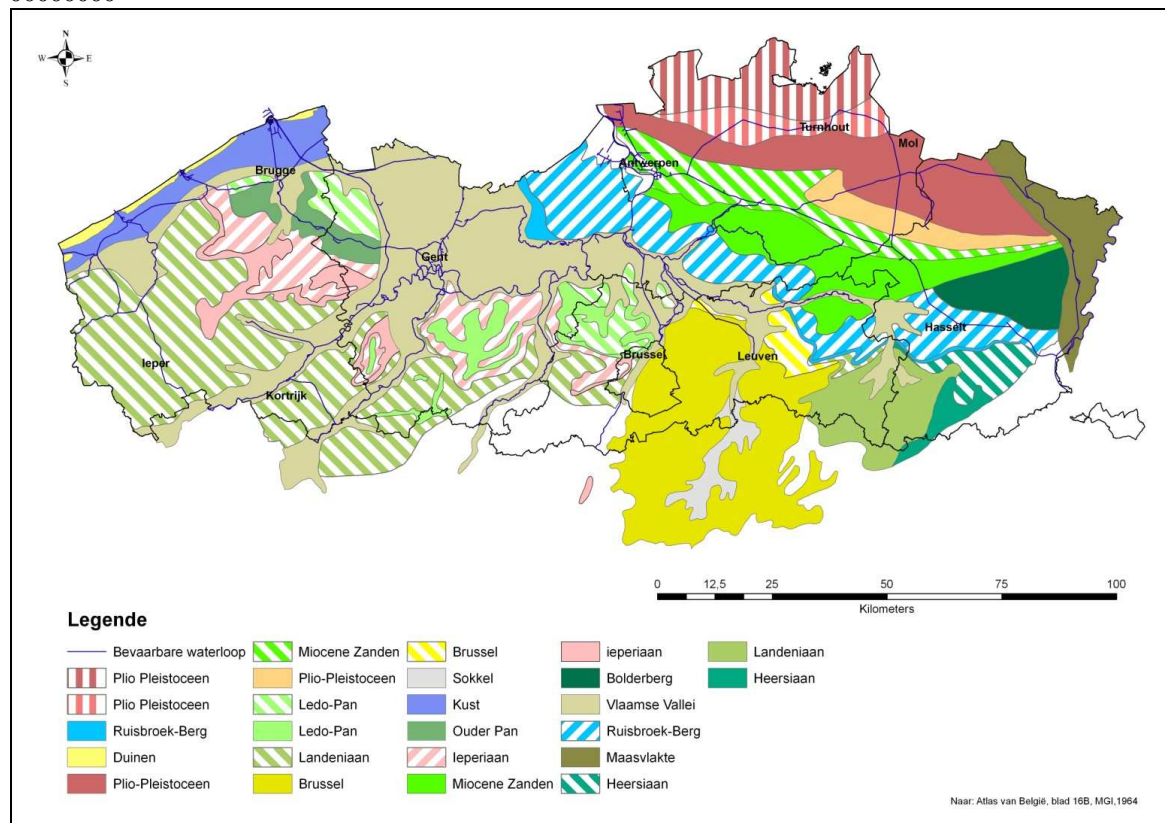 N
W E
S
Turnhout
Mol
Antwerpen
Brugge
Gent
Hasselt
Ieper
Brussel
Leuven
Kortrijk
0 12,5 25 50 75 100
Kilometers
Legende
Bevaarbare waterloop
Plio Pleistoceen
Plio Pleistoceen
Ruisbroek-Berg
Duinen
Plio-Pleistoceen
Miocene Zanden
Plio-Pleistoceen
Ledo-Pan
Ledo-Pan
Landeniaan
Brussel
Brussel
Sokkel
Kust
Ouder Pan
Ieperiaan
Miocene Zanden
ieperiaan
Bolderberg
Vlaamse Vallei
Ruisbroek-Berg
Maasvlakte
Heersiaan
Landeniaan
Heersiaan
Naar: Atlas van België, blad 16B, MGI,1964